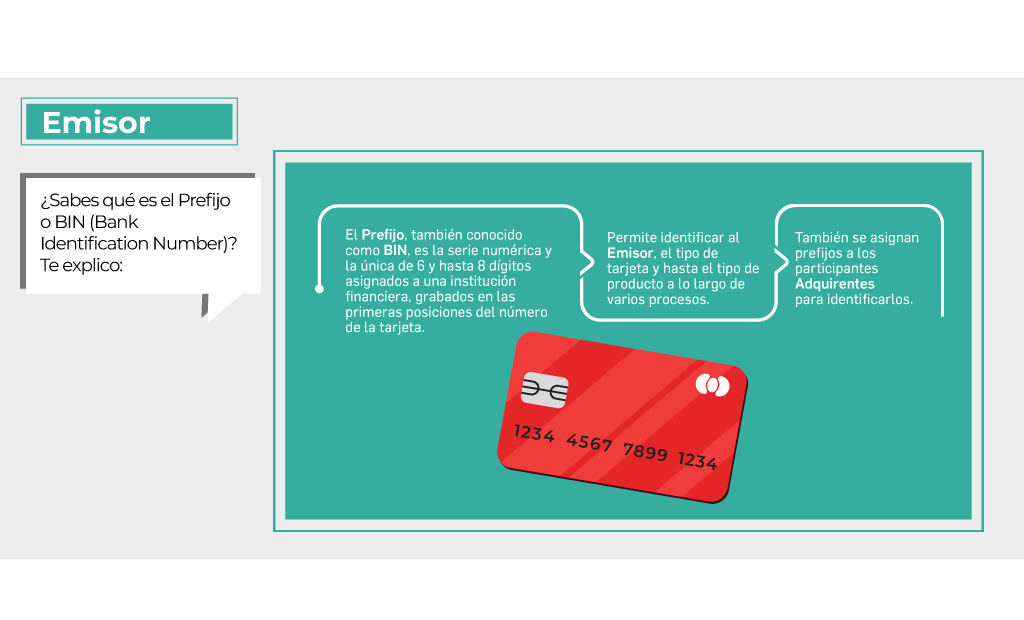 Emisor
¿Sabes qué es el Prefijo
o BIN (Bank
Identification Number)?
Te explico:
El Prefijo, también conocido
como BIN, es la serie numérica y
la única de 6 y hasta 8 dígitos
asignados a una institución
financiera, grabados en las
primeras posiciones del número
de la tarjeta.
Permite identificar al
Emisor, el tipo de
tarjeta y hasta el tipo de
producto a lo largo de
varios procesos.
También se asignan
prefijos a los
participantes
Adquirentes
para identificarlos.
1234 4567 7899 1234